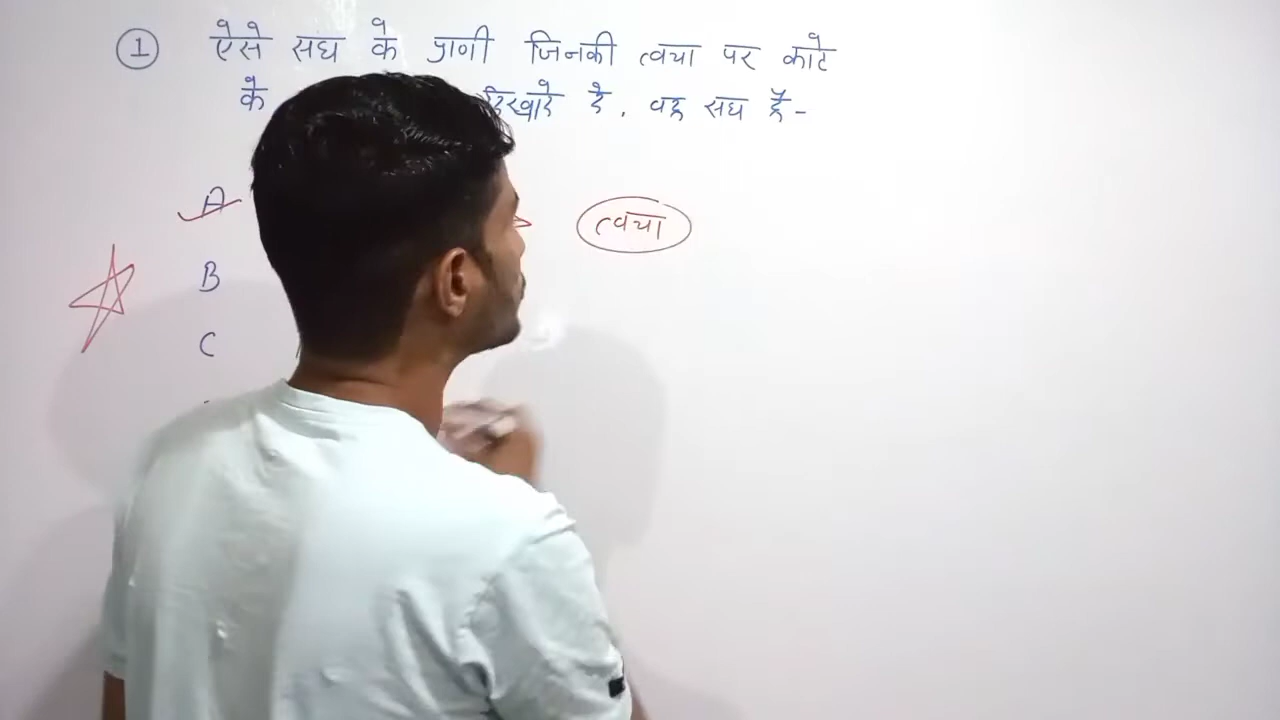 ① ऐसे संघ के प्राणी जिनकी त्वचा पर काटे
के दिखाई दे, वह संघ है-
A
त्वचा
B
C